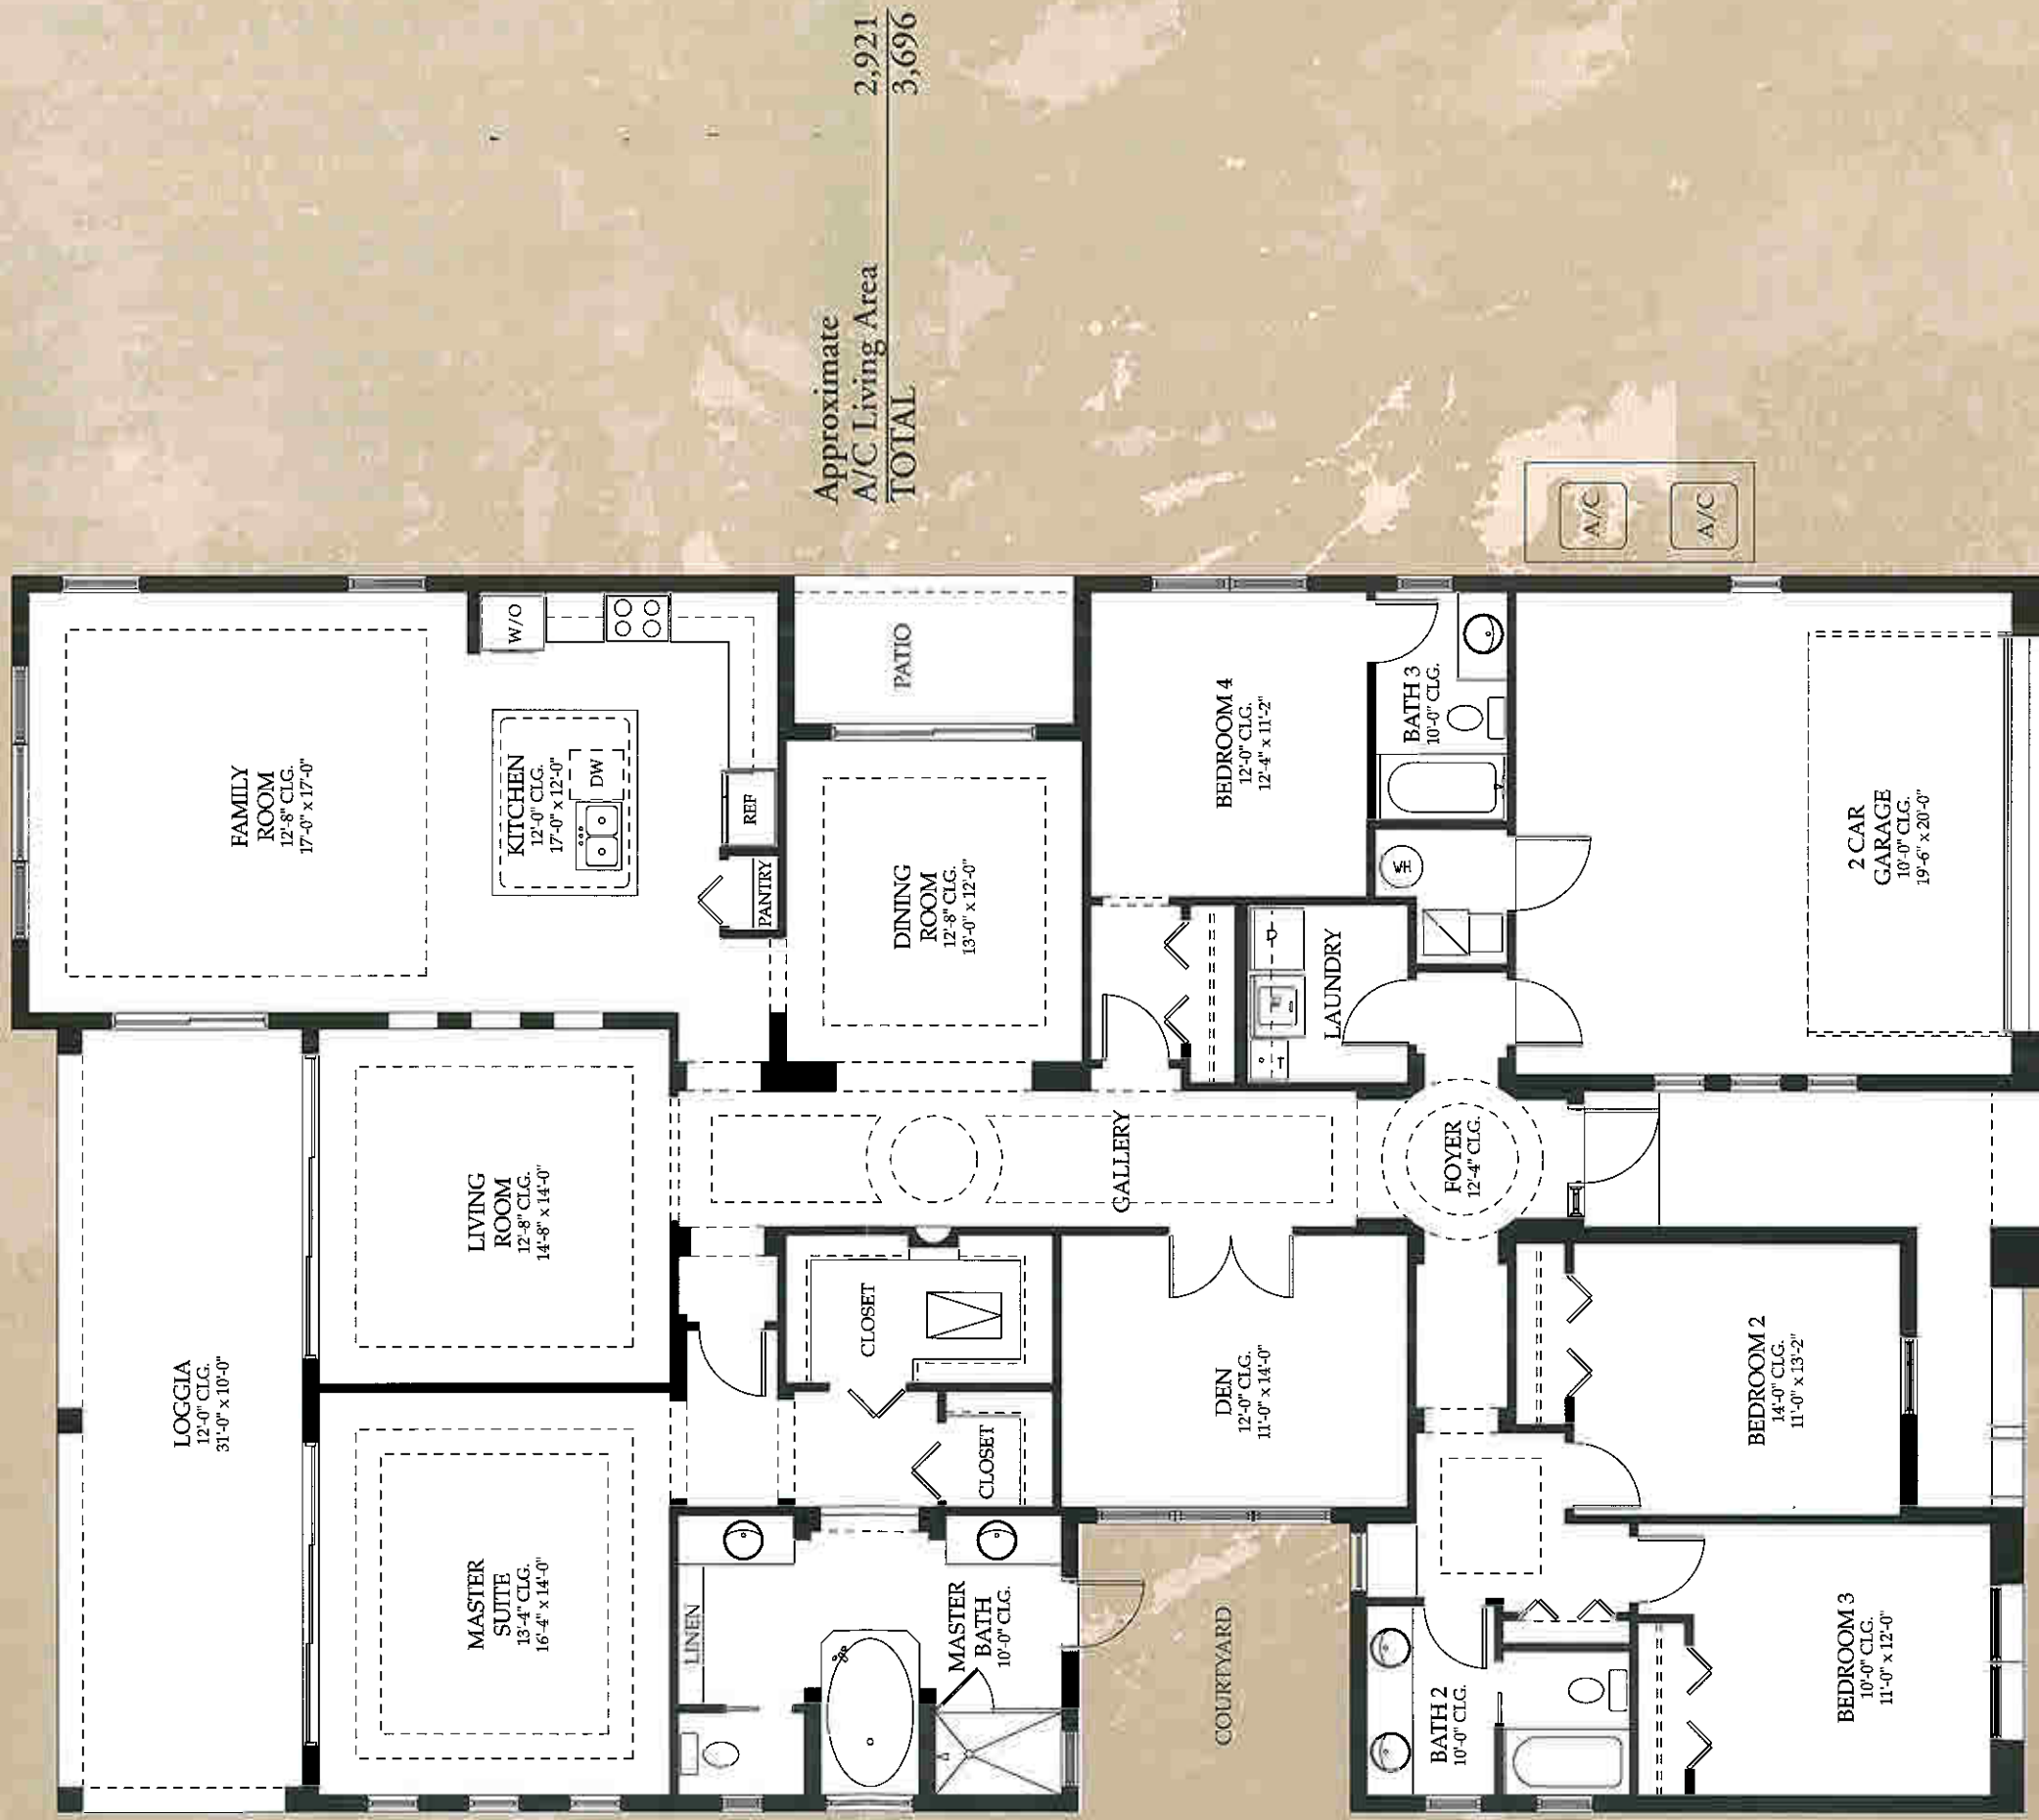 LOGGIA
12'-0" CLG.
31'-0" x 10'-0"
FAMILY
ROOM
12'-8" CLG.
17'-0" x 17'-0"
LIVING
ROOM
12'-8" CLG.
14'-8" x 14'-0"
MASTER
SUITE
13'-4" CLG.
16'-4" x 14'-0"
W/O
KITCHEN
12'-0" CLG.
17'-0" x 12'-0"
DW
REF
PANTRY
LINEN
CLOSET
CLOSET
MASTER
BATH
10'-0" CLG.
PATIO
DINING
ROOM
12'-8" CLG.
13'-0" x 12'-0"
Approximate
A/C Living Area 2,921
TOTAL 3,696
GALLERY
DEN
12'-0" CLG.
11'-0" x 14'-0"
COURTYARD
BEDROOM 4
12'-0" CLG.
12'-4" x 11'-2"
LAUNDRY
BATH 3
10'-0" CLG.
WH
FOYER
12'-4" CLG.
BATH 2
10'-0" CLG.
A/C
A/C
2 CAR
GARAGE
10'-0" CLG.
19'-6" x 20'-0"
BEDROOM 2
14'-0" CLG.
11'-0" x 13'-2"
BEDROOM 3
10'-0" CLG.
11'-0" x 12'-0"